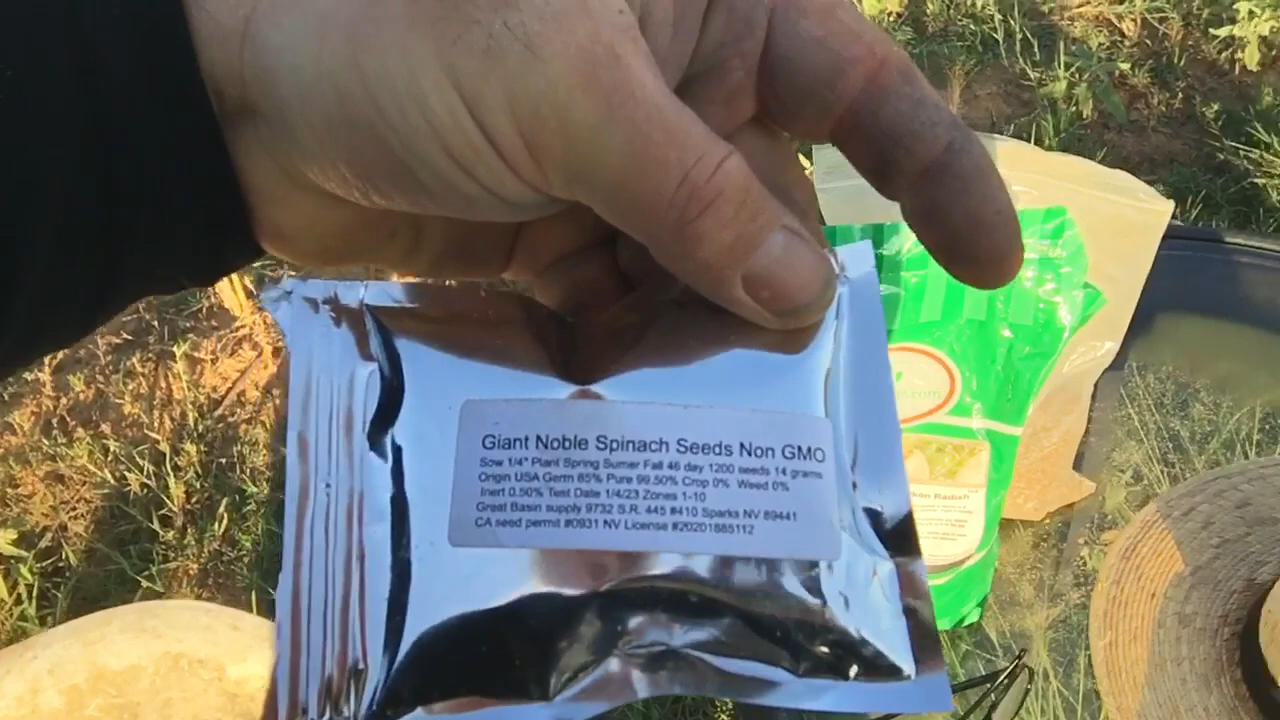 Giant Noble Spinach Seeds Non GMO
Sow 1/4" Plant Spring Sumer Fall 46 day 1200 seeds 14 grams
Origin USA Germ 85% Pure 99.50% Crop 0% Weed 0%
Inert 0.50% Test Date 1/4/23 Zones 1-10
Great Basin supply 9732 S.R. 445 #410 Sparks NV 89441
CA seed permit #0931 NV License #20201885112
.com
Radish